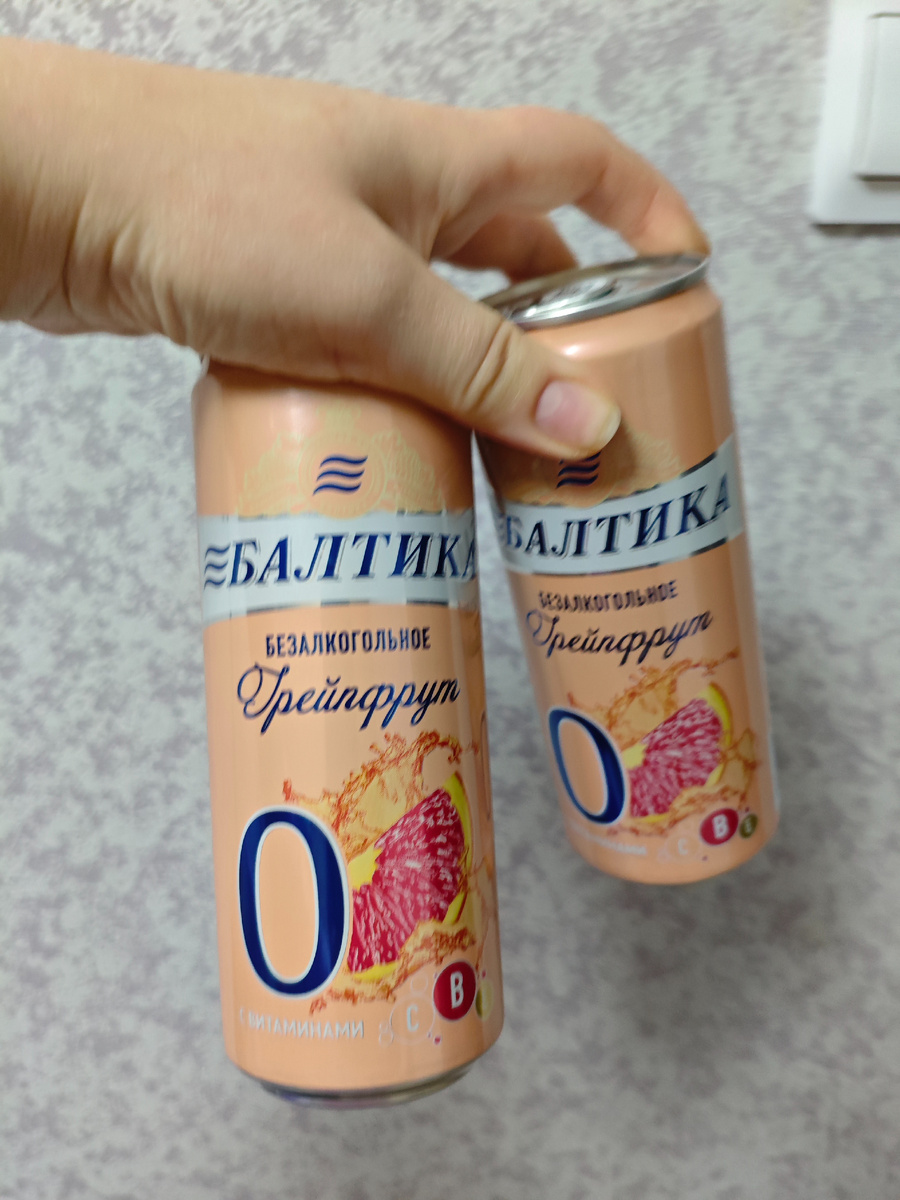 БАЛТИКА
БЕЗАЛКОГОЛЬНОЕ
Грейпфрут
0
С ВИТАМИНАМИ
C B
БАЛТИКА
БЕЗАЛКОГОЛЬНОЕ
Грейпфрут
0
C B